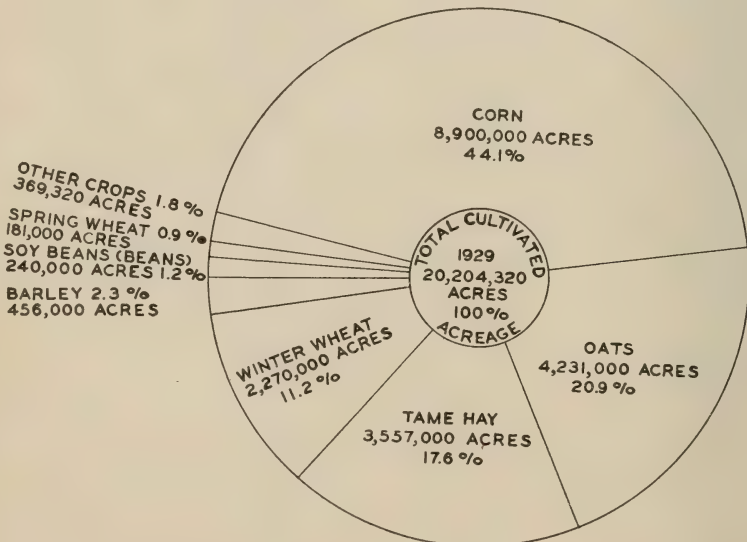 CORN
8,900,000 ACRES
44.1%
OTHER CROPS 1.8%
369,320 ACRES
SPRING WHEAT 0.9%
181,000 ACRES
SOY BEANS (BEANS)
240,000 ACRES 1.2%
BARLEY 2.3%
456,000 ACRES
WINTER WHEAT
2,270,000 ACRES
11.2%
TOTAL CULTIVATED
1929
20,204,320
ACRES
100%
ACREAGE
OATS
4,231,000 ACRES
20.9%
TAME HAY
3,557,000 ACRES
17.6%